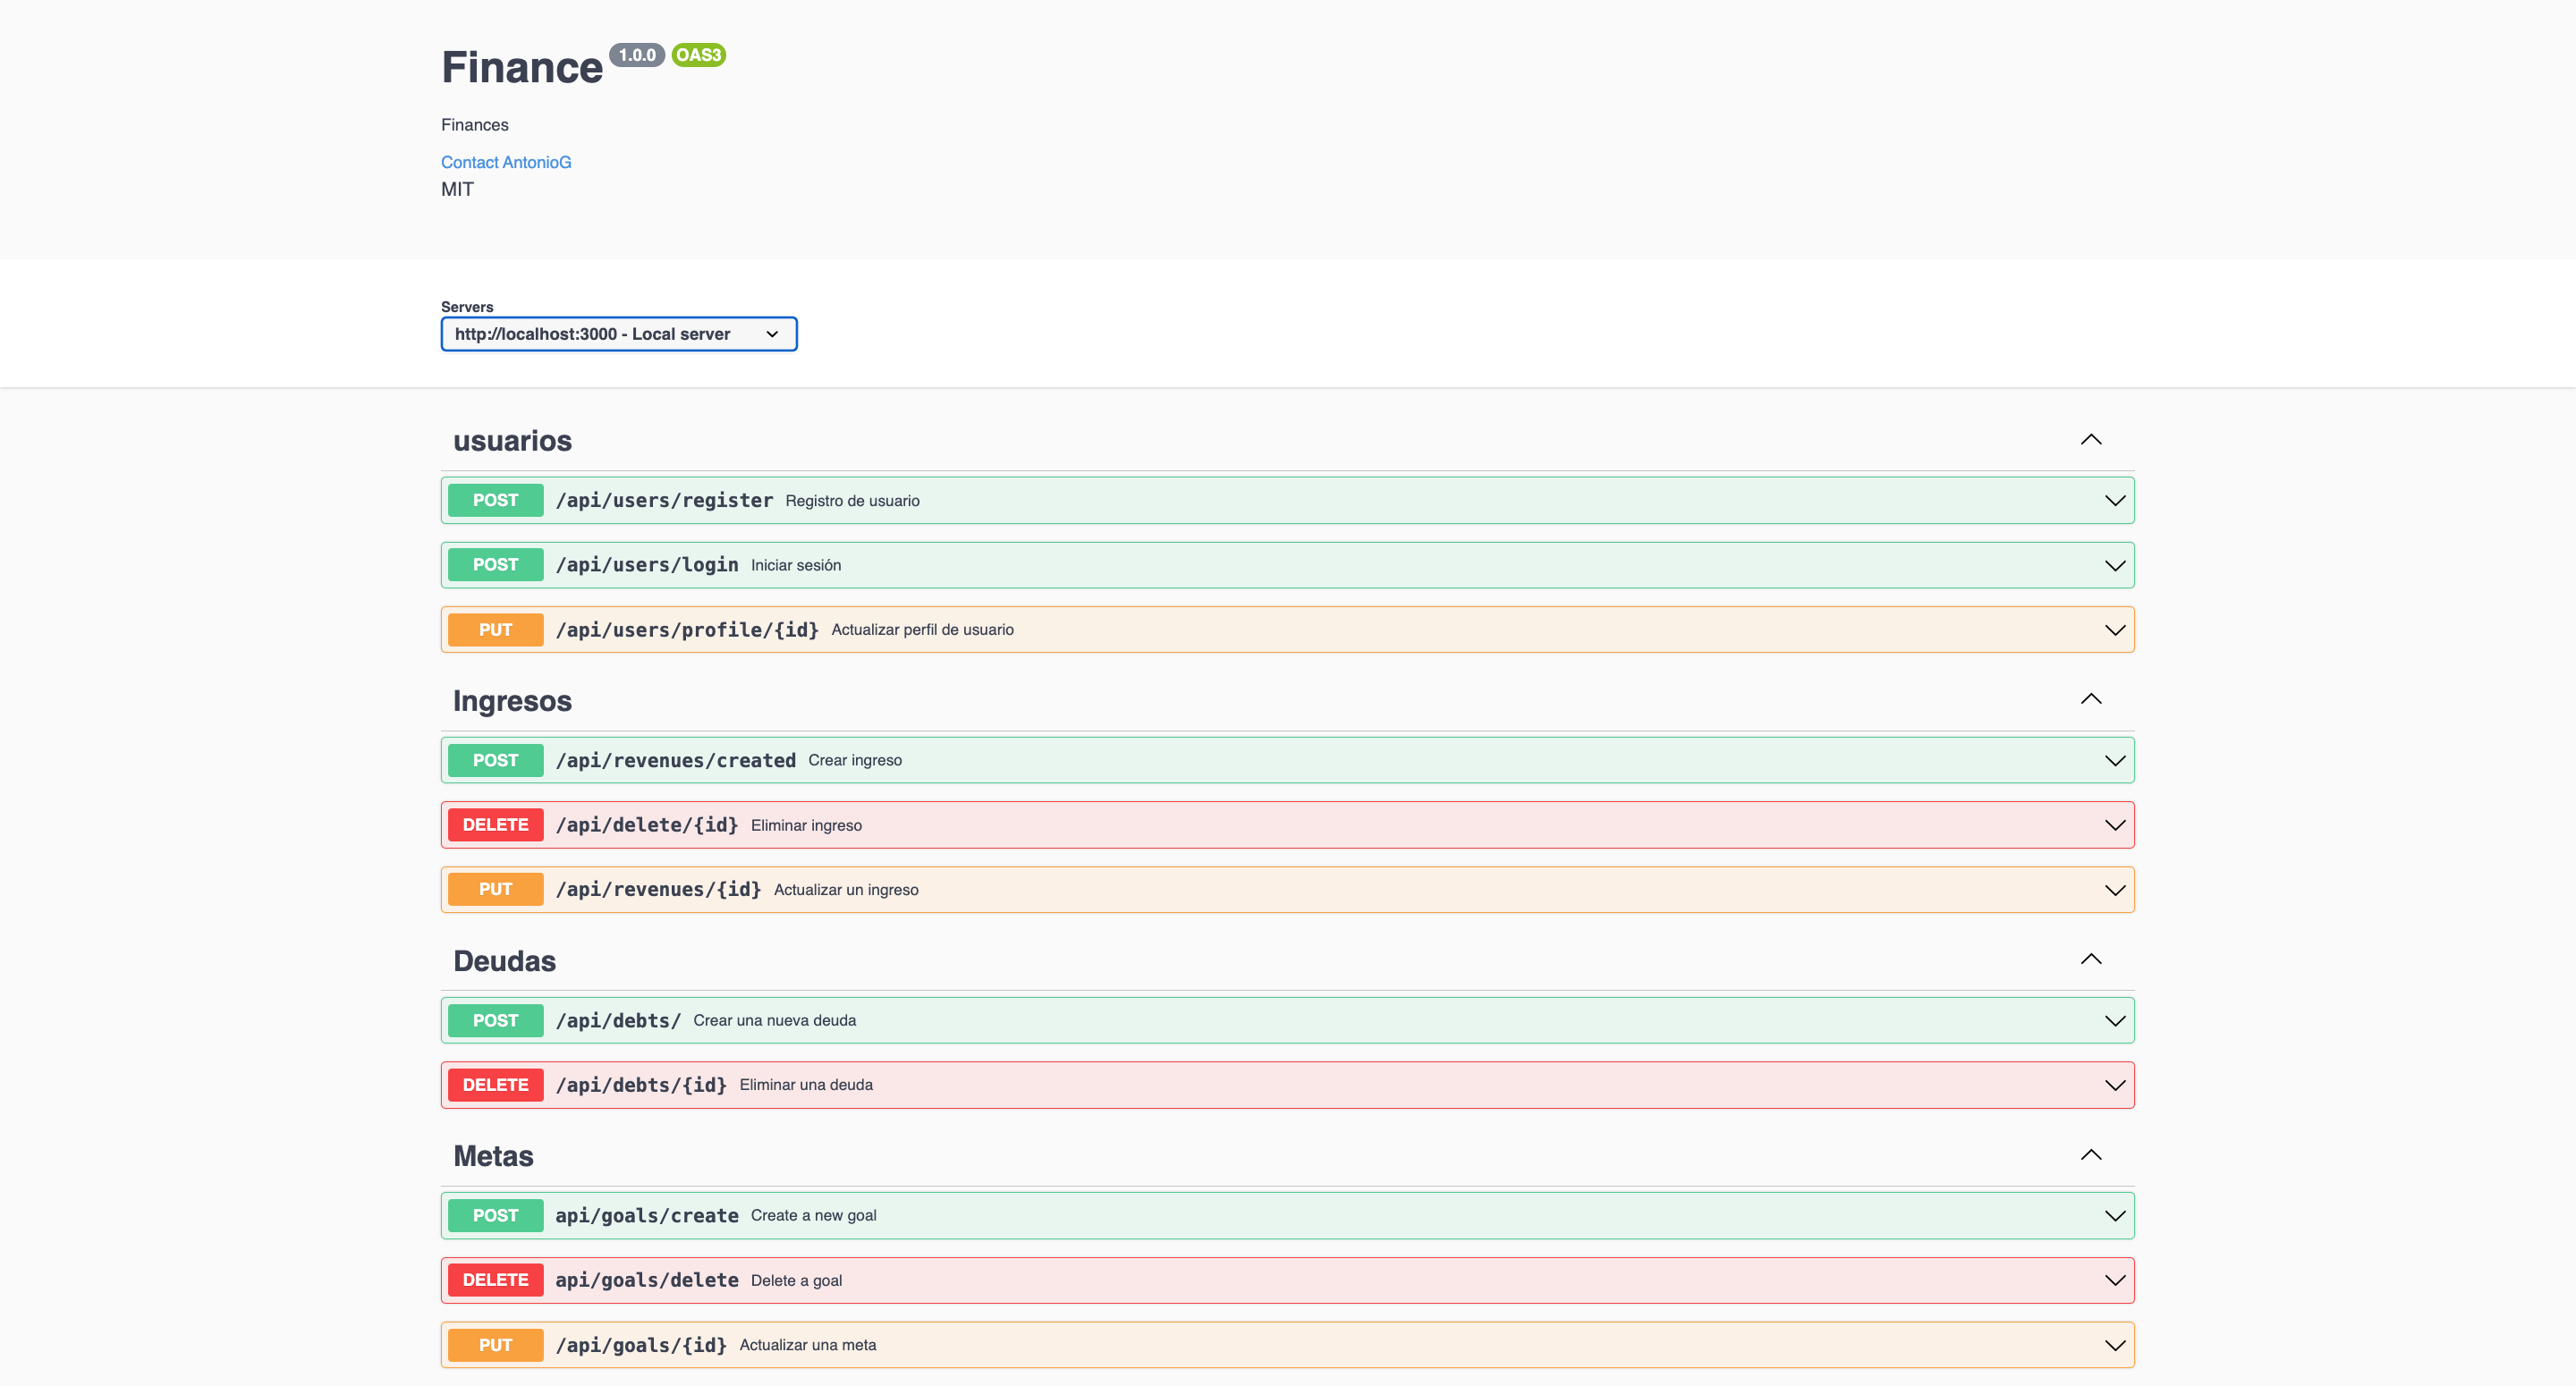 Finance 1.0.0 OAS3
Finances
Contact AntonioG
MIT
Servers
http://localhost:3000 - Local server
usuarios
POST /api/users/register Registro de usuario
POST /api/users/login Iniciar sesión
PUT /api/users/profile/{id} Actualizar perfil de usuario
Ingresos
POST /api/revenues/created Crear ingreso
DELETE /api/delete/{id} Eliminar ingreso
PUT /api/revenues/{id} Actualizar un ingreso
Deudas
POST /api/debts/ Crear una nueva deuda
DELETE /api/debts/{id} Eliminar una deuda
Metas
POST api/goals/create Create a new goal
DELETE api/goals/delete Delete a goal
PUT /api/goals/{id} Actualizar una meta